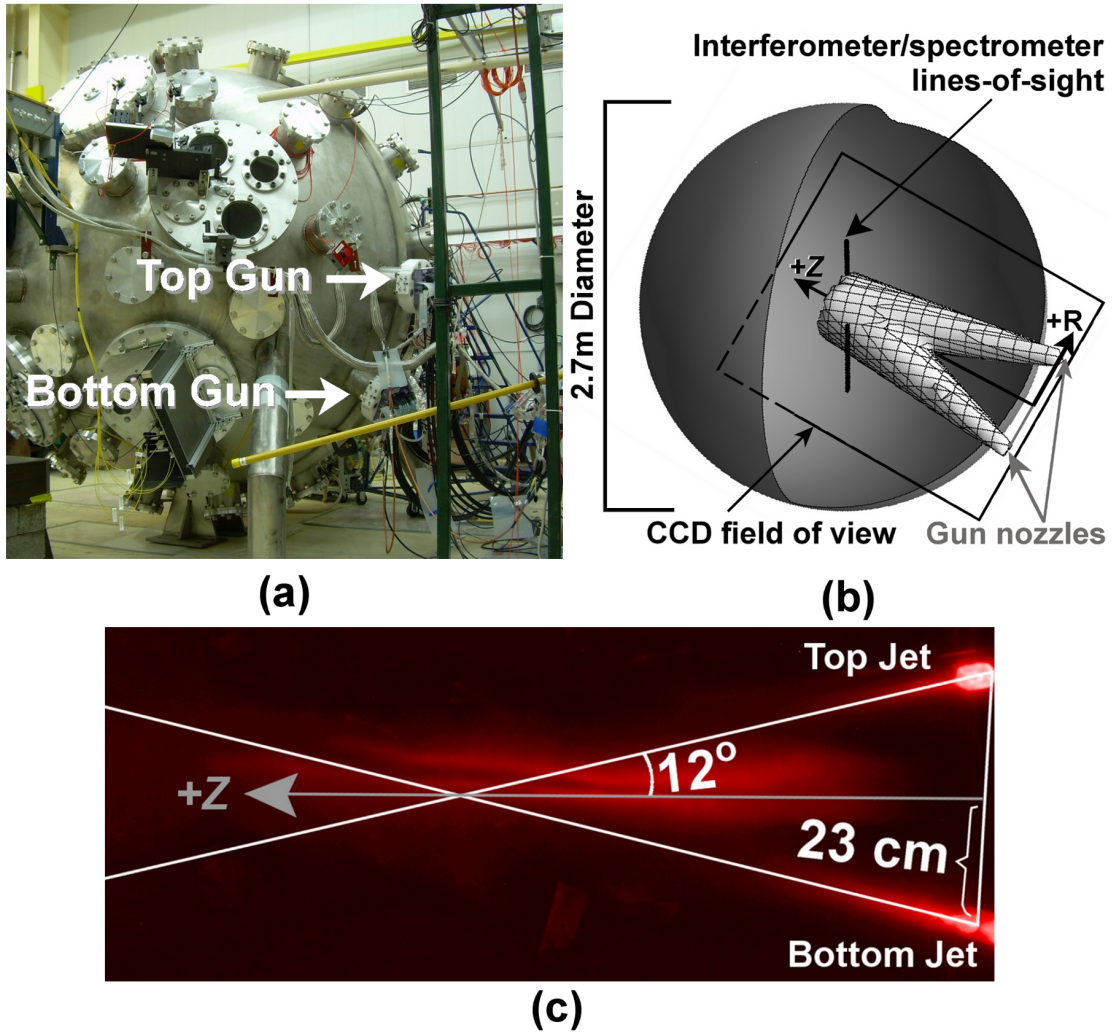 Top Gun
Bottom Gun
(a)
Interferometer/spectrometer
lines-of-sight
2.7m Diameter
+Z
+R
CCD field of view
Gun nozzles
(b)
Top Jet
12°
+Z
23 cm
Bottom Jet
(c)